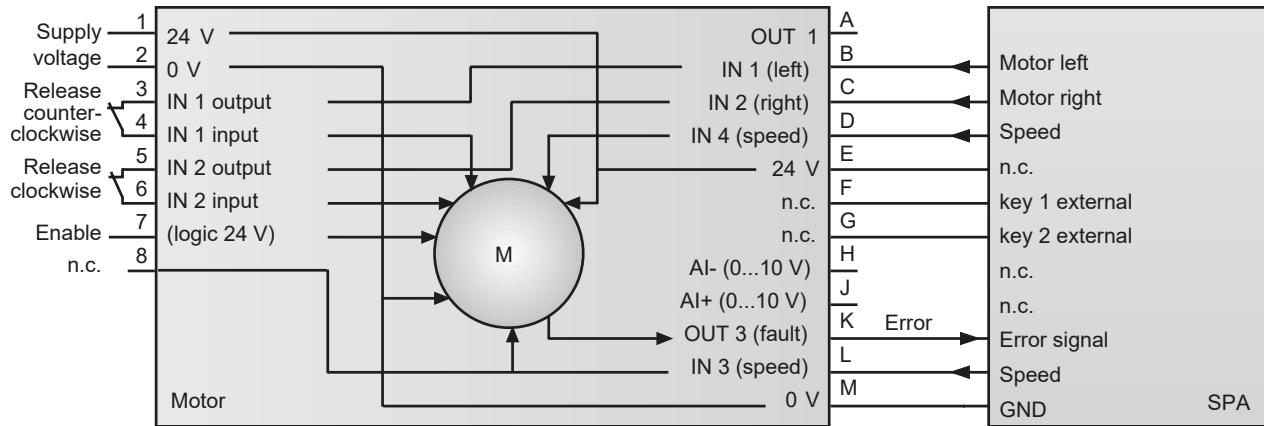 Supply
voltage
Release
counter-
clockwise
Release
clockwise
Enable
n.c.
1
2
3
4
5
6
7
8
24 V
0 V
IN 1 output
IN 1 input
IN 2 output
IN 2 input
(logic 24 V)
Motor
M
OUT 1
IN 1 (left)
IN 2 (right)
IN 4 (speed)
24 V
n.c.
n.c.
AI- (0...10 V)
AI+ (0...10 V)
OUT 3 (fault)
IN 3 (speed)
0 V
A
B
C
D
E
F
G
H
J
K
L
M
Error
Motor left
Motor right
Speed
n.c.
key 1 external
key 2 external
n.c.
n.c.
Error signal
Speed
GND
SPA